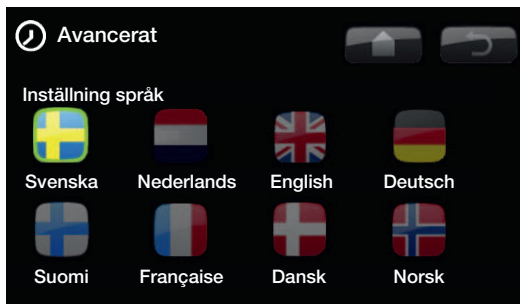 Avancerat
Inställning språk
Svenska Nederlands English Deutsch
Suomi Française Dansk Norsk